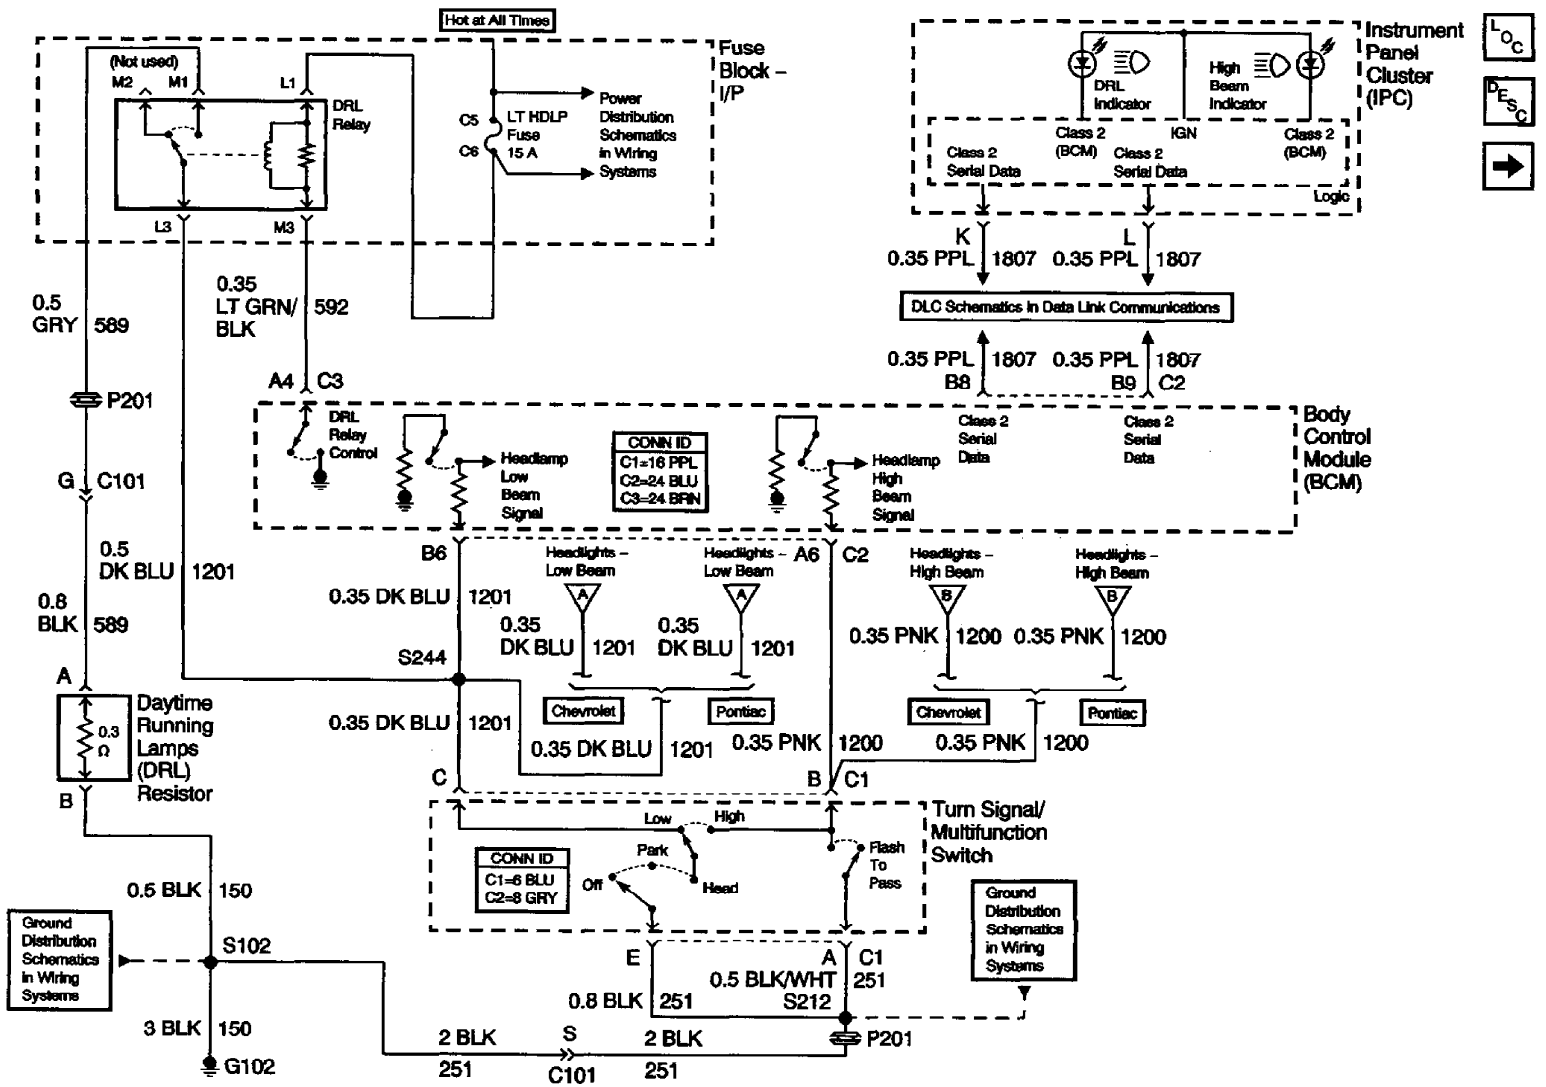 Hot at All Times
Fuse
Block –
I/P
(Not used)
M2
M1
L1
DRL
Relay
C5
C6
LT HDLP
Fuse
15 A
Power
Distribution
Schematics
in Wiring
Systems
L3
M3
Instrument
Panel
Cluster
(IPC)
DRL
Indicator
High
Beam
Indicator
Class 2
(BCM)
IGN
Class 2
(BCM)
Class 2
Serial Data
Class 2
Serial Data
Logic
LOC
DESC
K
L
0.35 PPL
1807
0.35 PPL
1807
DLC Schematics in Data Link Communications
0.35 PPL
1807
0.35 PPL
1807
B8
B9
C2
0.5
GRY
589
0.35
LT GRN/
BLK
592
P201
A4
C3
G
C101
DRL
Relay
Control
Headlamp
Low
Beam
Signal
CONN ID
C1=16 PPL
C2=24 BLU
C3=24 BRN
Headlamp
High
Beam
Signal
Class 2
Serial
Data
Class 2
Serial
Data
Body
Control
Module
(BCM)
0.5
DK BLU
1201
0.8
BLK
589
B6
A6
C2
Headlights –
Low Beam
A
Headlights –
Low Beam
A
Headlights –
High Beam
B
Headlights –
High Beam
B
0.35 DK BLU
1201
0.35
DK BLU
1201
0.35
DK BLU
1201
0.35 PNK
1200
0.35 PNK
1200
S244
A
Daytime
Running
Lamps
(DRL)
Resistor
0.3
Ω
B
0.35 DK BLU
1201
Chevrolet
Pontiac
Chevrolet
Pontiac
0.35 DK BLU
1201
0.35 PNK
1200
0.35 PNK
1200
C
B
C1
Turn Signal/
Multifunction
Switch
Low
High
Park
Off
Head
Flash
To
Pass
CONN ID
C1=6 BLU
C2=8 GRY
0.5 BLK
150
Ground
Distribution
Schematics
in Wiring
Systems
S102
3 BLK
150
G102
E
A
C1
0.5 BLK/WHT
251
0.8 BLK
251
S212
Ground
Distribution
Schematics
in Wiring
Systems
P201
2 BLK
251
S
C101
2 BLK
251